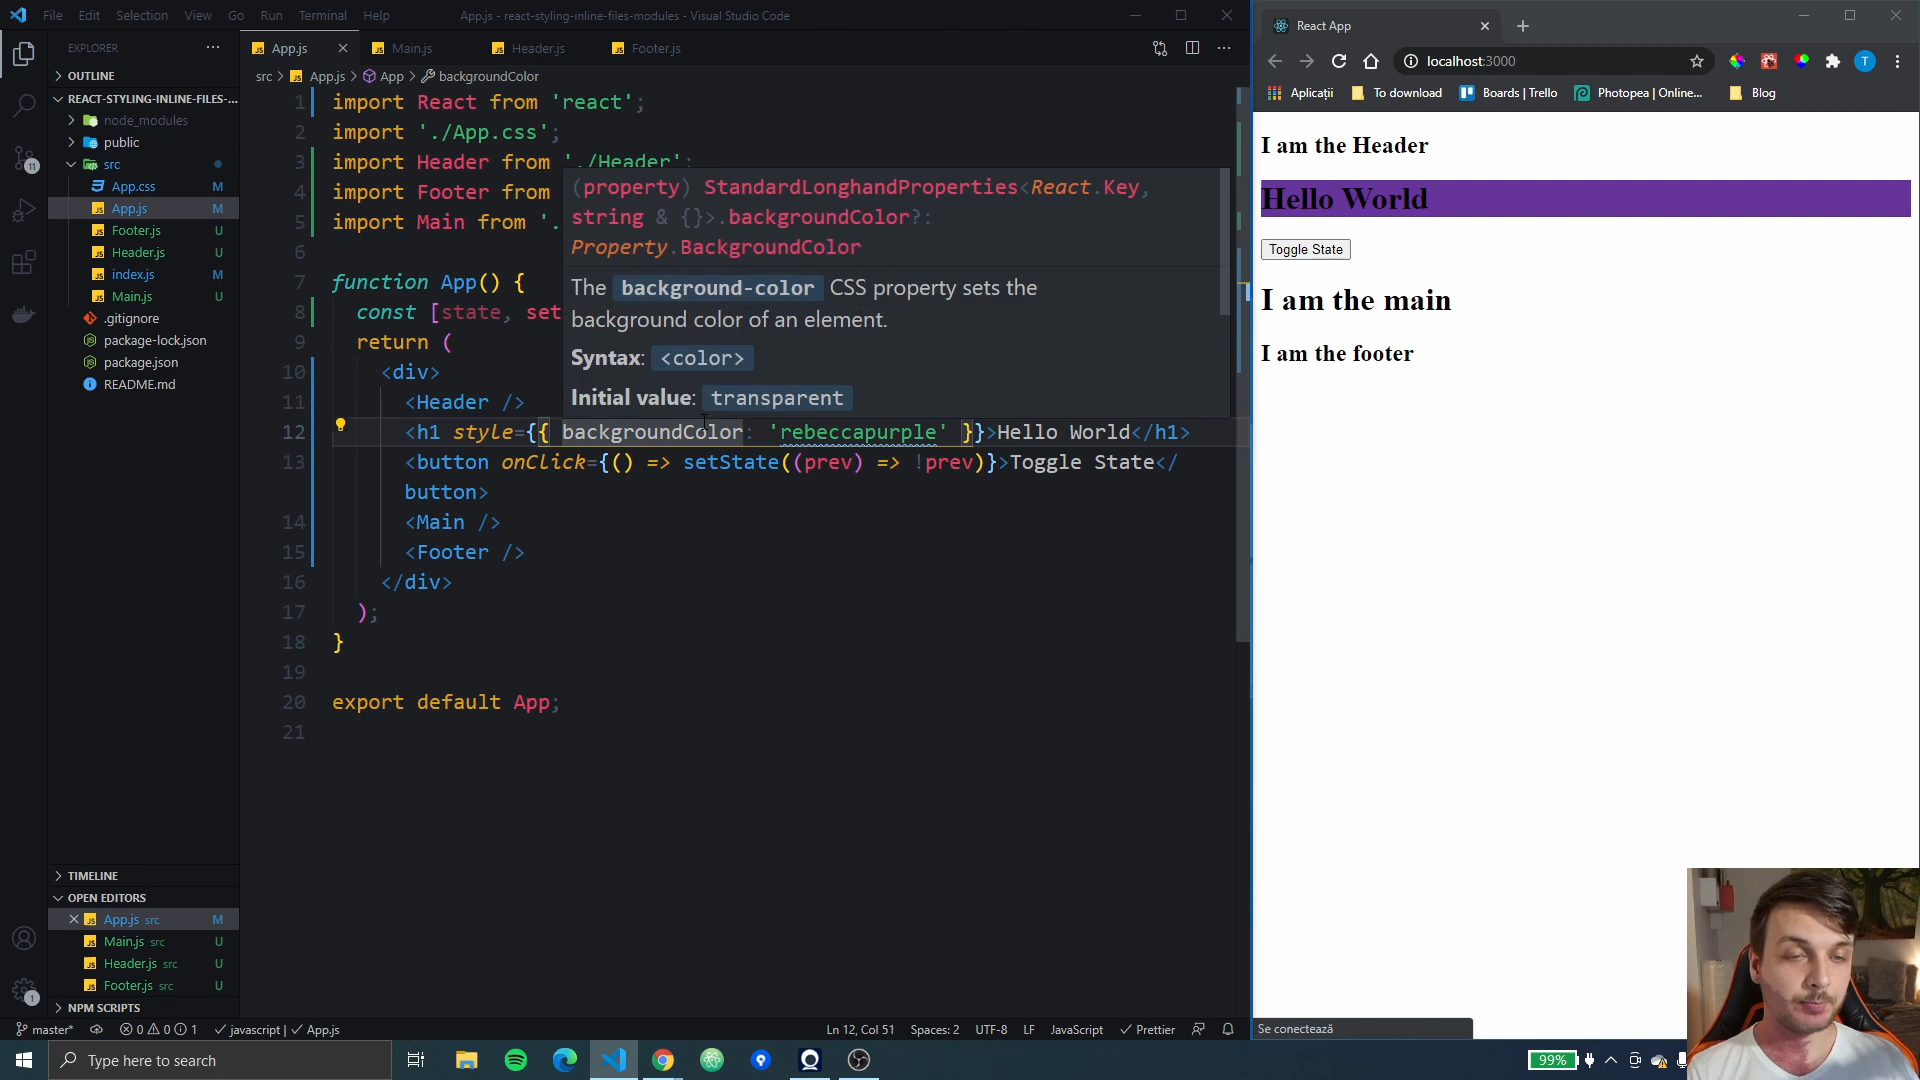 File Edit Selection View Go Run Terminal Help
App.js - react-styling-inline-files-modules - Visual Studio Code
EXPLORER
OUTLINE
REACT-STYLING-INLINE-FILES-...
node_modules
public
src
App.css M
App.js M
Footer.js U
Header.js U
index.js M
Main.js U
.gitignore
package-lock.json
package.json
README.md
TIMELINE
OPEN EDITORS
App.js src M
Main.js src U
Header.js src U
Footer.js src U
NPM SCRIPTS
11
1
App.js Main.js Header.js Footer.js
src > App.js > App > backgroundColor
1 import React from 'react';
2 import './App.css';
3 import Header from './Header';
4 import Footer from
5 import Main from '.
6
7 function App() {
8 const [state, set
9 return (
10 <div>
11 <Header />
12 <h1 style={{ backgroundColor: 'rebeccapurple' }}>Hello World</h1>
13 <button onClick={() => setState((prev) => !prev)}>Toggle State</
button>
14 <Main />
15 <Footer />
16 </div>
17 );
18 }
19
20 export default App;
21
(property) StandardLonghandProperties<React.Key,
string & {}>.backgroundColor?:
Property.BackgroundColor
The background-color CSS property sets the
background color of an element.
Syntax: <color>
Initial value: transparent
master* 0 0 1 javascript | App.js
Ln 12, Col 51 Spaces: 2 UTF-8 LF JavaScript Prettier
React App
localhost:3000
T
Aplicații To download Boards | Trello Photopea | Online... Blog
I am the Header
Hello World
Toggle State
I am the main
I am the footer
Se conectează
Type here to search
99%